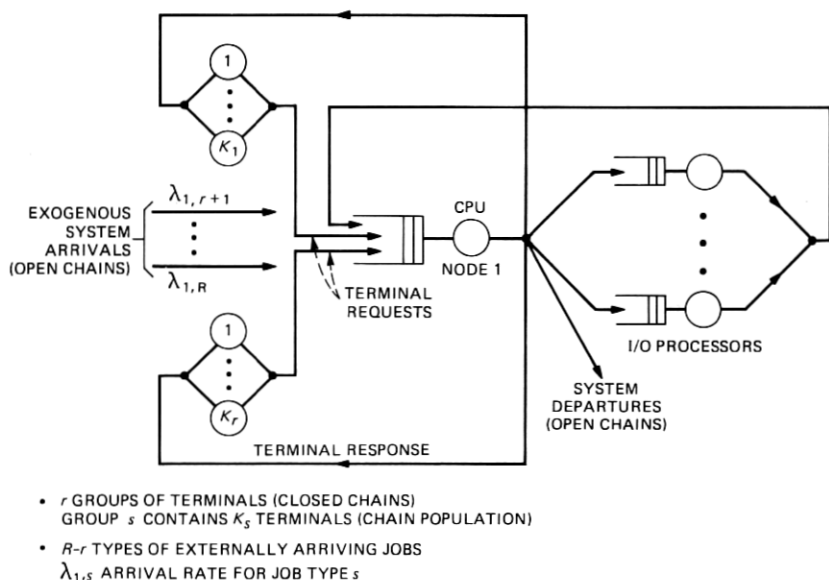 1
K₁
EXOGENOUS
SYSTEM
ARRIVALS
(OPEN CHAINS)
λ₁, r+1
λ₁,R
TERMINAL
REQUESTS
CPU
NODE 1
I/O PROCESSORS
SYSTEM
DEPARTURES
(OPEN CHAINS)
1
Kᵣ
TERMINAL RESPONSE
• r GROUPS OF TERMINALS (CLOSED CHAINS)
GROUP s CONTAINS Kₛ TERMINALS (CHAIN POPULATION)
• R-r TYPES OF EXTERNALLY ARRIVING JOBS
λ₁,ₛ ARRIVAL RATE FOR JOB TYPE s